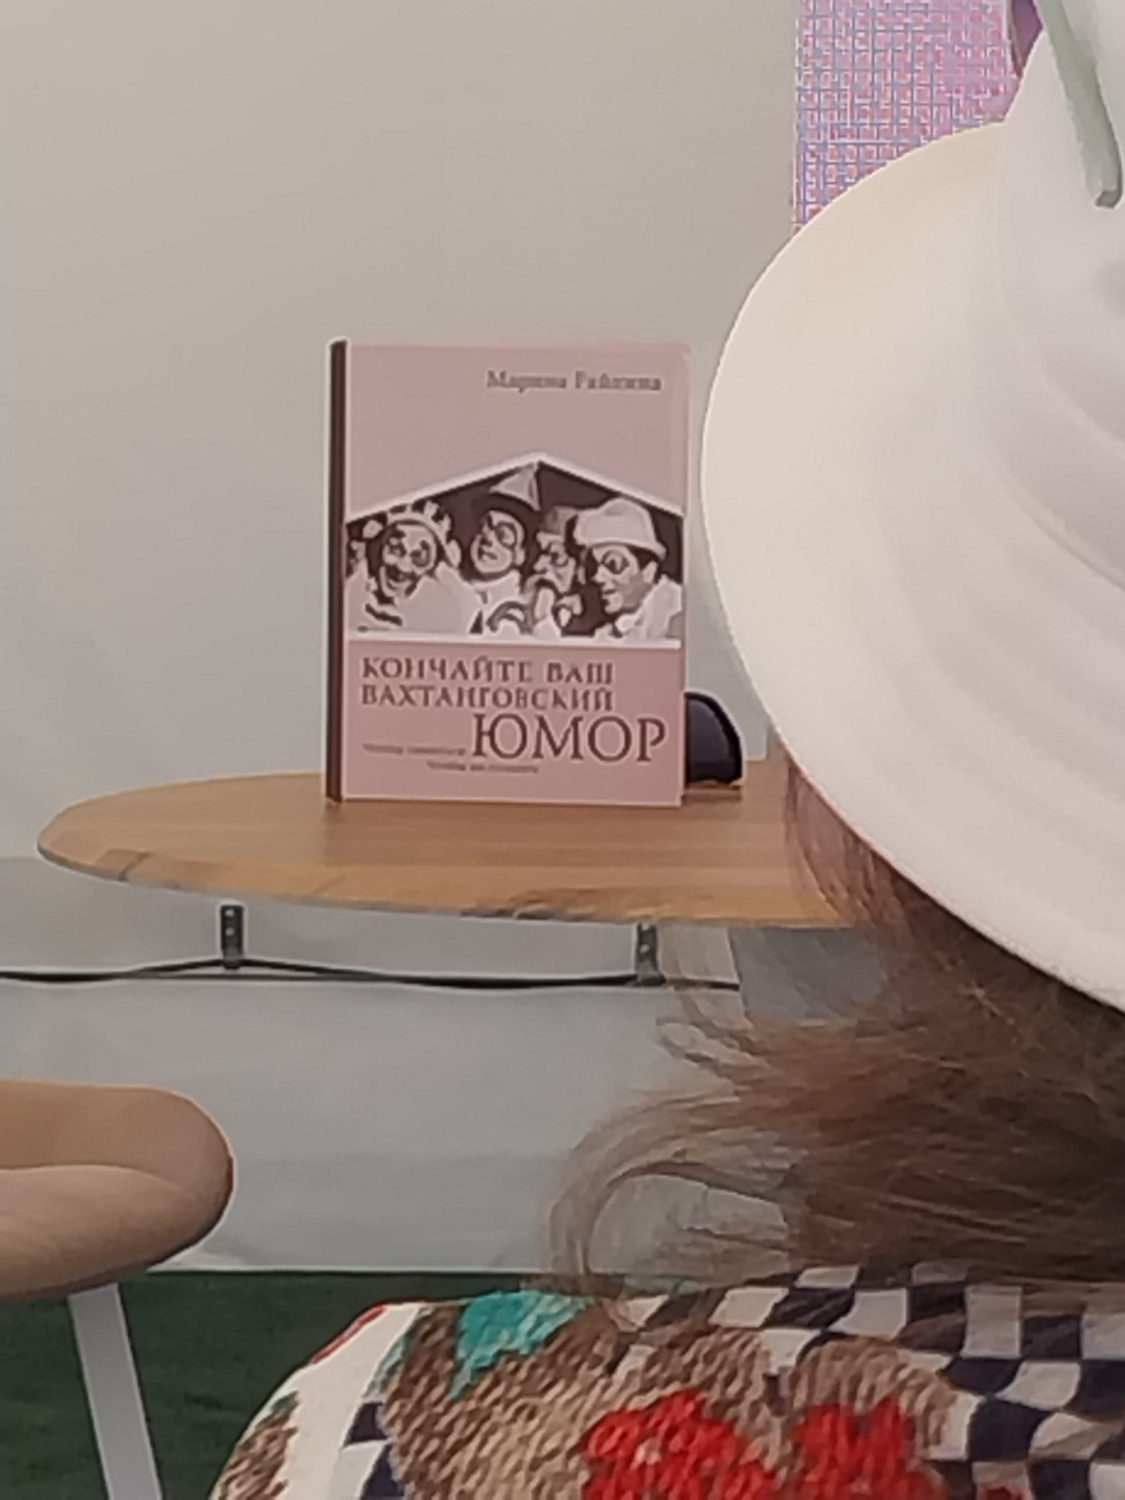 Марина Райкина
КОНЧАЙТЕ ВАШ
ВАХТАНГОВСКИЙ
ЮМОР